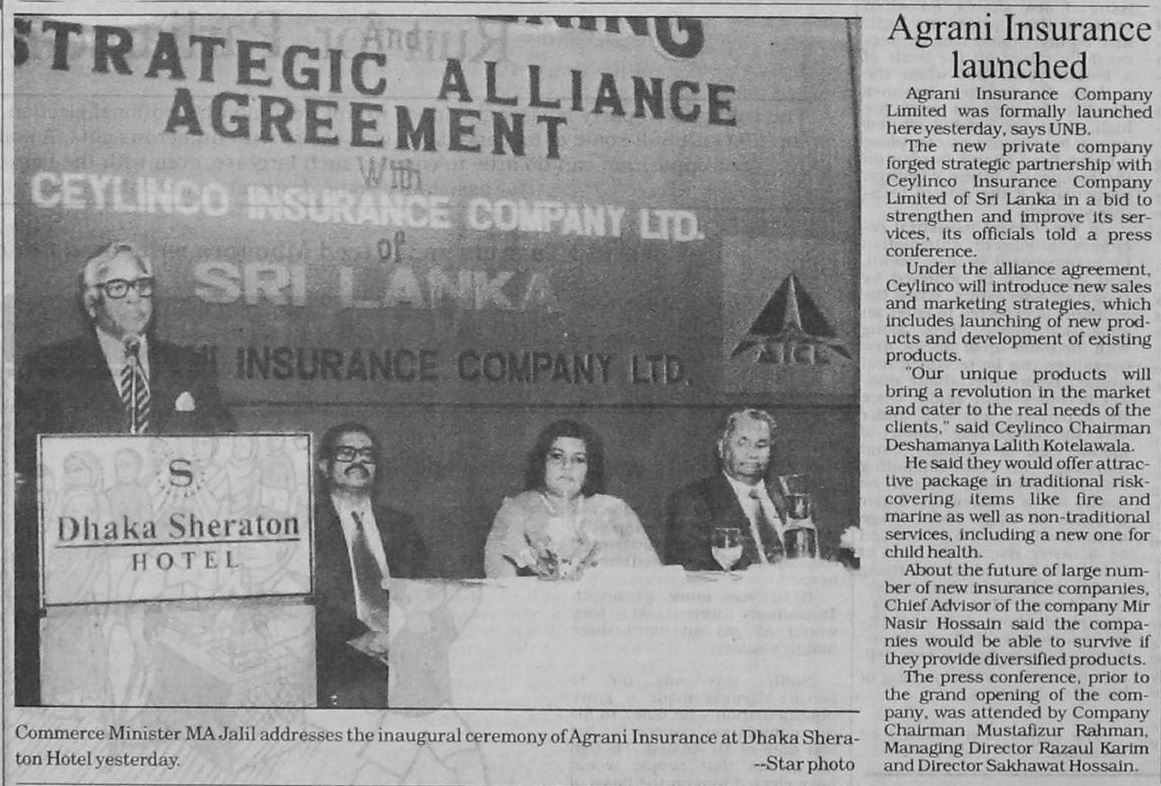 STRATEGIC ALLIANCE
And
AGREEMENT
With
CEYLINCO INSURANCE COMPANY LTD.
of
SRI LANKA
INSURANCE COMPANY LTD.
AICL
S
Dhaka Sheraton
HOTEL
Commerce Minister MA Jalil addresses the inaugural ceremony of Agrani Insurance at Dhaka Shera-
ton Hotel yesterday. --Star photo
Agrani Insurance
launched
Agrani Insurance Company
Limited was formally launched
here yesterday, says UNB.
The new private company
forged strategic partnership with
Ceylinco Insurance Company
Limited of Sri Lanka in a bid to
strengthen and improve its ser-
vices, its officials told a press
conference.
Under the alliance agreement,
Ceylinco will introduce new sales
and marketing strategies, which
includes launching of new prod-
ucts and development of existing
products.
"Our unique products will
bring a revolution in the market
and cater to the real needs of the
clients," said Ceylinco Chairman
Deshamanya Lalith Kotelawala.
He said they would offer attrac-
tive package in traditional risk-
covering items like fire and
marine as well as non-traditional
services, including a new one for
child health.
About the future of large num-
ber of new insurance companies,
Chief Advisor of the company Mir
Nasir Hossain said the compa-
nies would be able to survive if
they provide diversified products.
The press conference, prior to
the grand opening of the com-
pany, was attended by Company
Chairman Mustafizur Rahman,
Managing Director Razaul Karim
and Director Sakhawat Hossain.